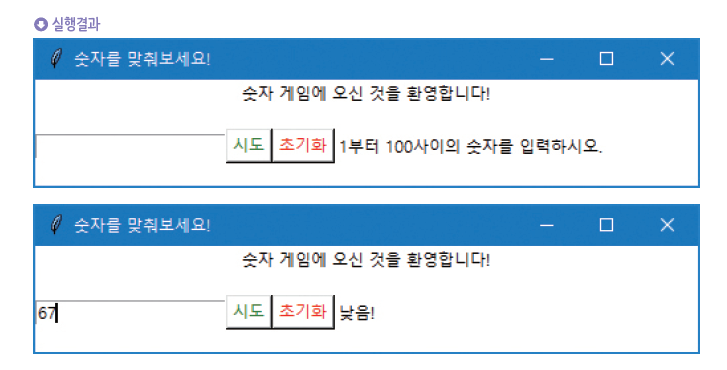 실행결과
숫자를 맞춰보세요!
숫자 게임에 오신 것을 환영합니다!
시도 초기화 1부터 100사이의 숫자를 입력하시오.
숫자를 맞춰보세요!
숫자 게임에 오신 것을 환영합니다!
67 시도 초기화 낮음!